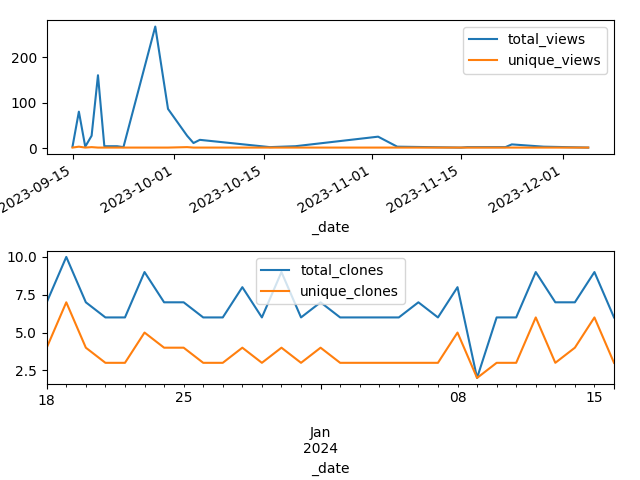 200
100
0
total_views
unique_views
2023-09-15
2023-10-01
2023-10-15
2023-11-01
2023-11-15
2023-12-01
_date
10.0
7.5
5.0
2.5
total_clones
unique_clones
18
25
08
15
Jan
2024
_date